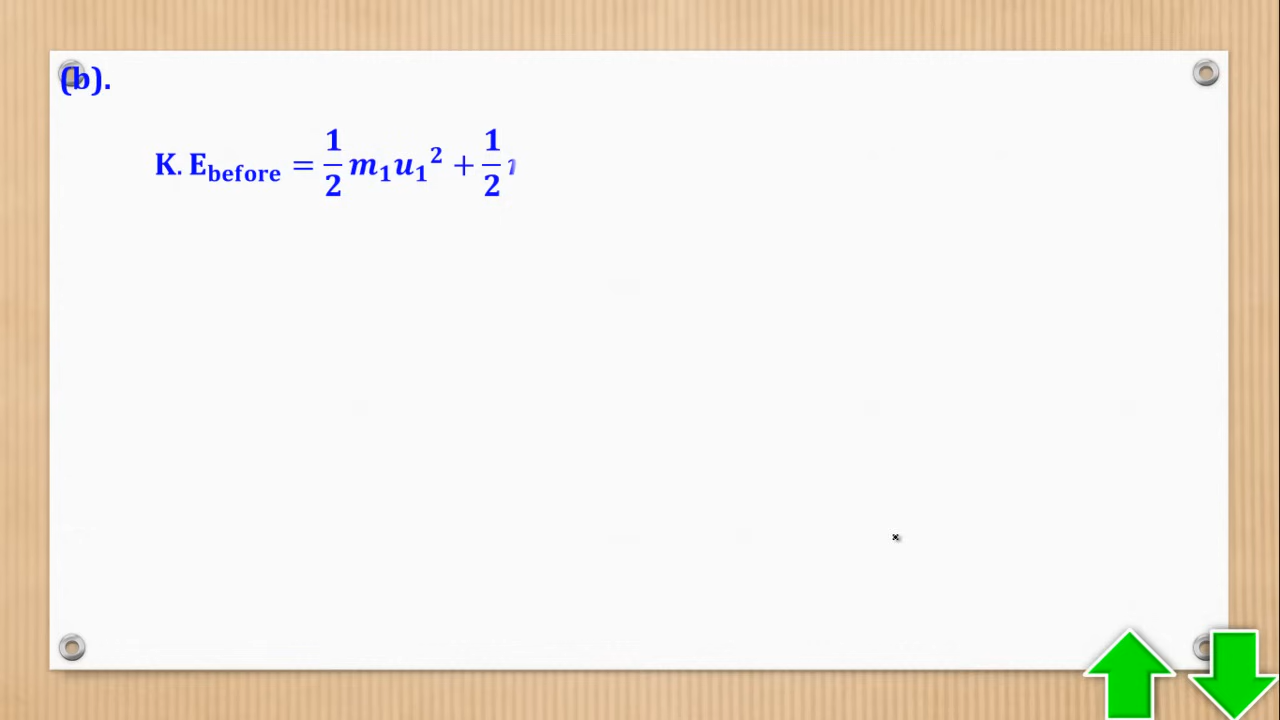 (b).
K. E_before = 1/2 m₁u₁² + 1/2